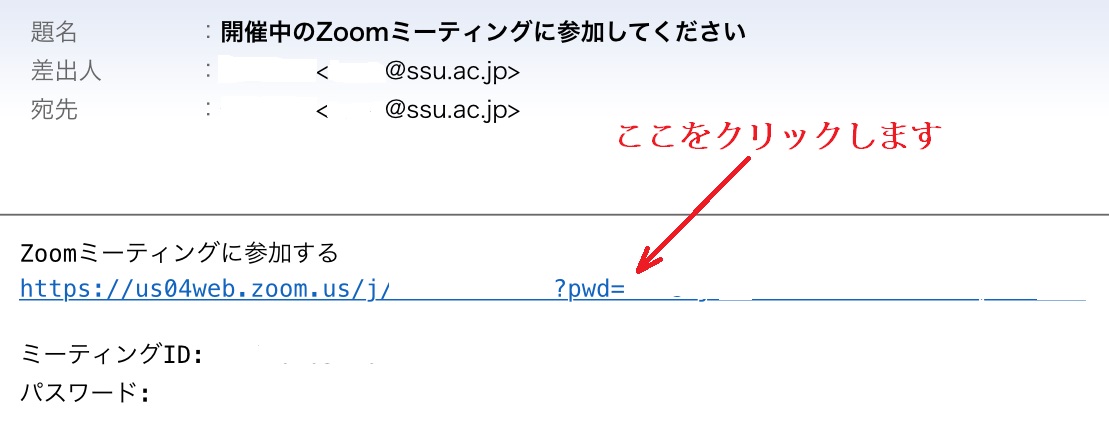 題名 : 開催中のZoomミーティングに参加してください
差出人 : < @ssu.ac.jp>
宛先 : < @ssu.ac.jp>
ここをクリックします
Zoomミーティングに参加する
https://us04web.zoom.us/j/ ?pwd=
ミーティングID:
パスワード: